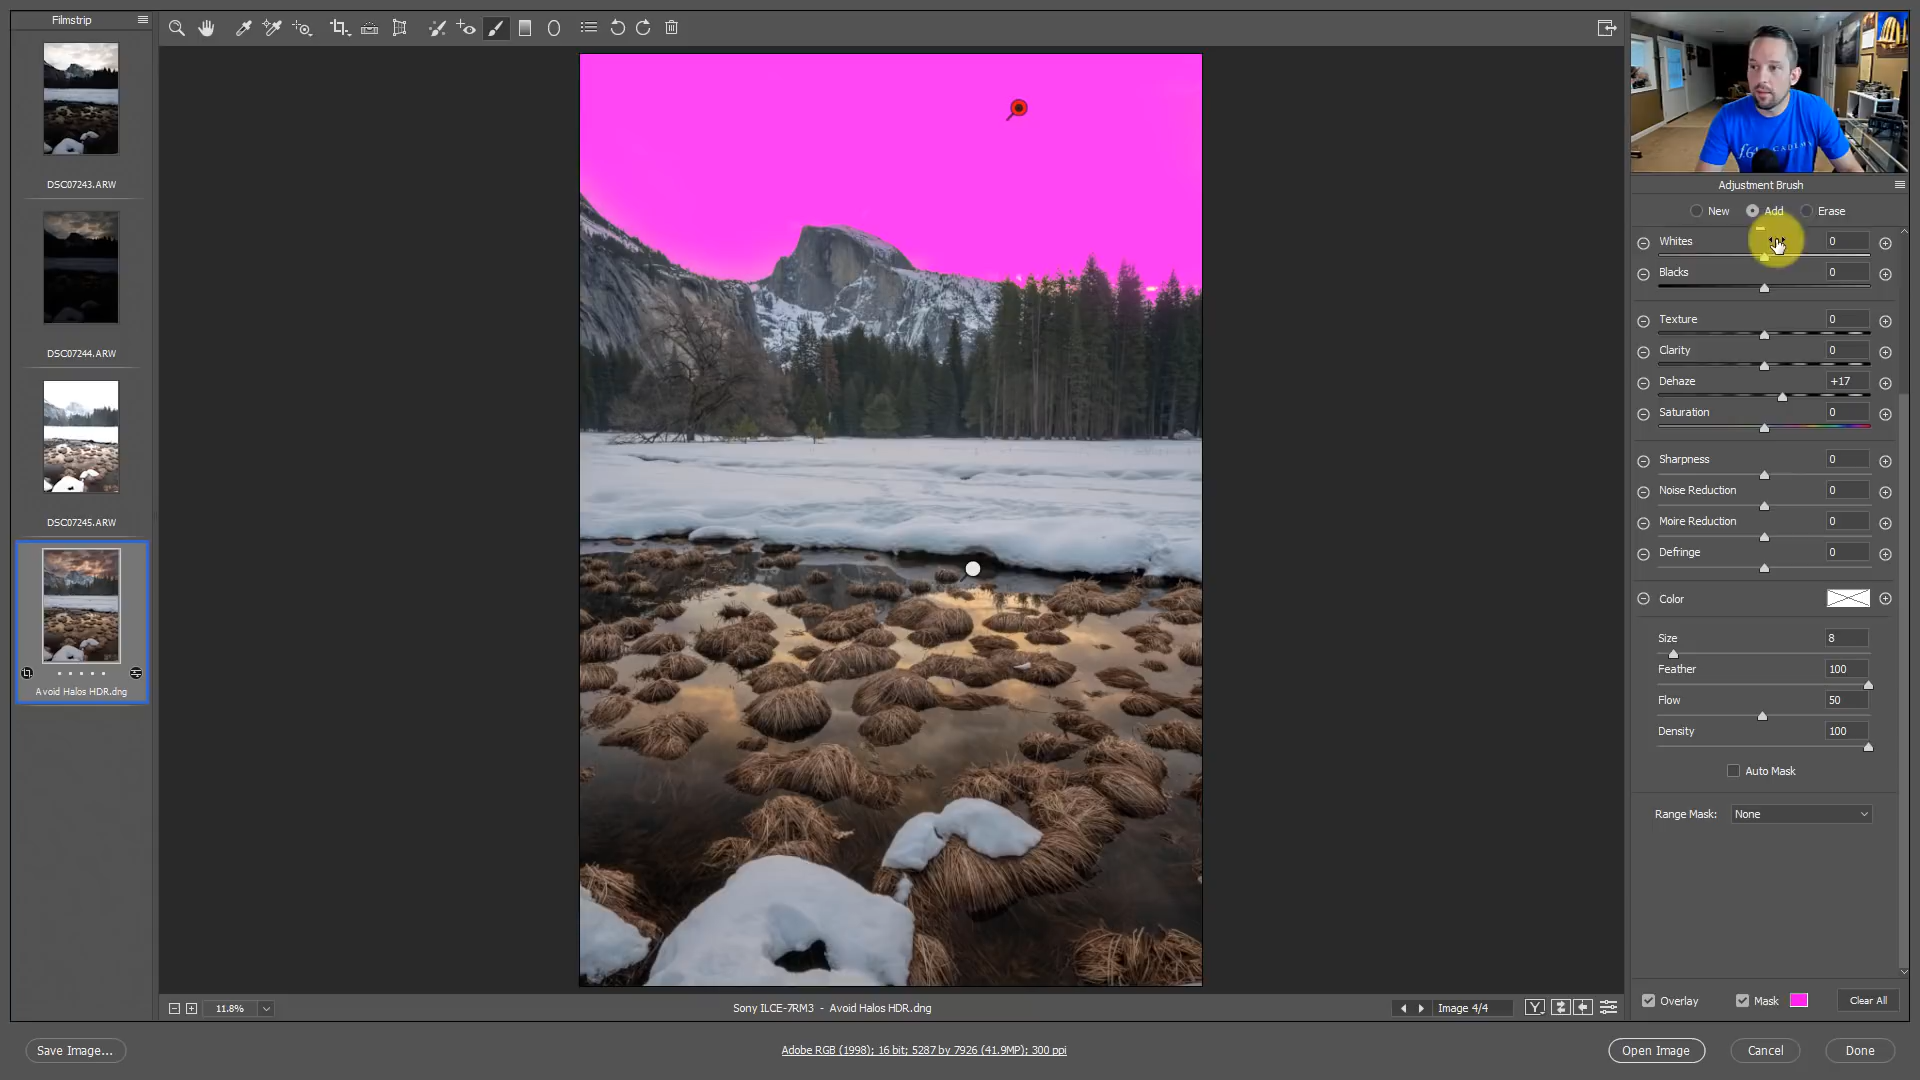 Filmstrip
DSC07243.ARW
DSC07244.ARW
DSC07245.ARW
Avoid Halos HDR.dng
Adjustment Brush
New Add Erase
Whites 0
Blacks 0
Texture 0
Clarity 0
Dehaze +17
Saturation 0
Sharpness 0
Noise Reduction 0
Moire Reduction 0
Defringe 0
Color
Size 8
Feather 100
Flow 50
Density 100
Auto Mask
Range Mask: None
Overlay Mask Clear All
11.8% Sony ILCE-7RM3 - Avoid Halos HDR.dng Image 4/4 Y
Save Image... Adobe RGB (1998); 16 bit; 5287 by 7926 (41.9MP); 300 ppi Open Image Cancel Done